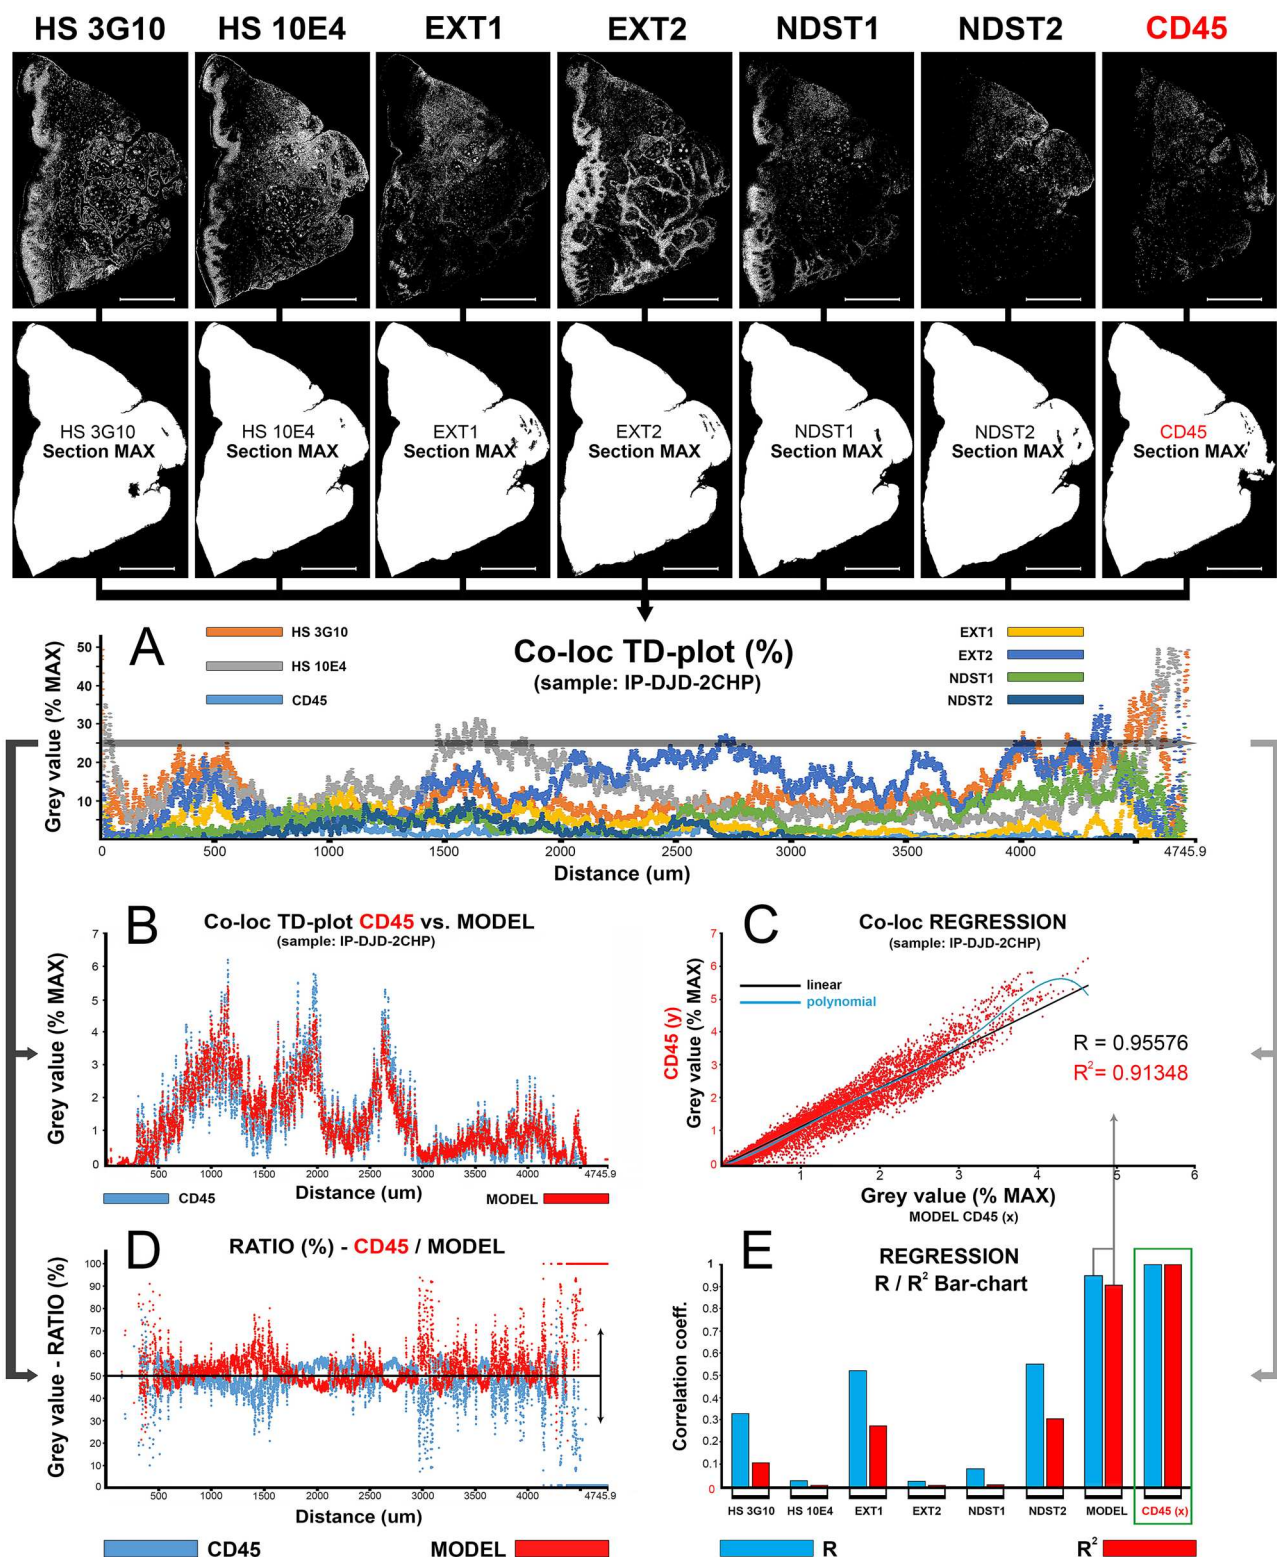 HS 3G10 HS 10E4 EXT1 EXT2 NDST1 NDST2 CD45
HS 3G10 HS 10E4 EXT1 EXT2 NDST1 NDST2 CD45
Section MAX Section MAX Section MAX Section MAX Section MAX Section MAX Section MAX
A
Co-loc TD-plot (%)
(sample: IP-DJD-2CHP)
HS 3G10
HS 10E4
CD45
EXT1
EXT2
NDST1
NDST2
Grey value (% MAX)
50
40
30
20
10
0 500 1000 1500 2000 2500 3000 3500 4000 4745.9
Distance (um)
B
Co-loc TD-plot CD45 vs. MODEL
(sample: IP-DJD-2CHP)
Grey value (% MAX)
7
6
5
4
3
2
1
0
500 1000 1500 2000 2500 3000 3500 4000 4745.9
Distance (um)
CD45
MODEL
C
Co-loc REGRESSION
(sample: IP-DJD-2CHP)
CD45 (y)
Grey value (% MAX)
7
6
5
4
3
2
1
0
linear
polynomial
R = 0.95576
R²= 0.91348
1 2 3 4 5 6
Grey value (% MAX)
MODEL CD45 (x)
D
RATIO (%) - CD45 / MODEL
Grey value - RATIO (%)
100
90
80
70
60
50
40
30
20
10
0
500 1000 1500 2000 2500 3000 3500 4000 4745.9
Distance (um)
CD45
MODEL
E
REGRESSION
R / R² Bar-chart
Correlation coeff.
1
0.9
0.8
0.7
0.6
0.5
0.4
0.3
0.2
0.1
0
HS 3G10 HS 10E4 EXT1 EXT2 NDST1 NDST2 MODEL CD45 (x)
R
R²